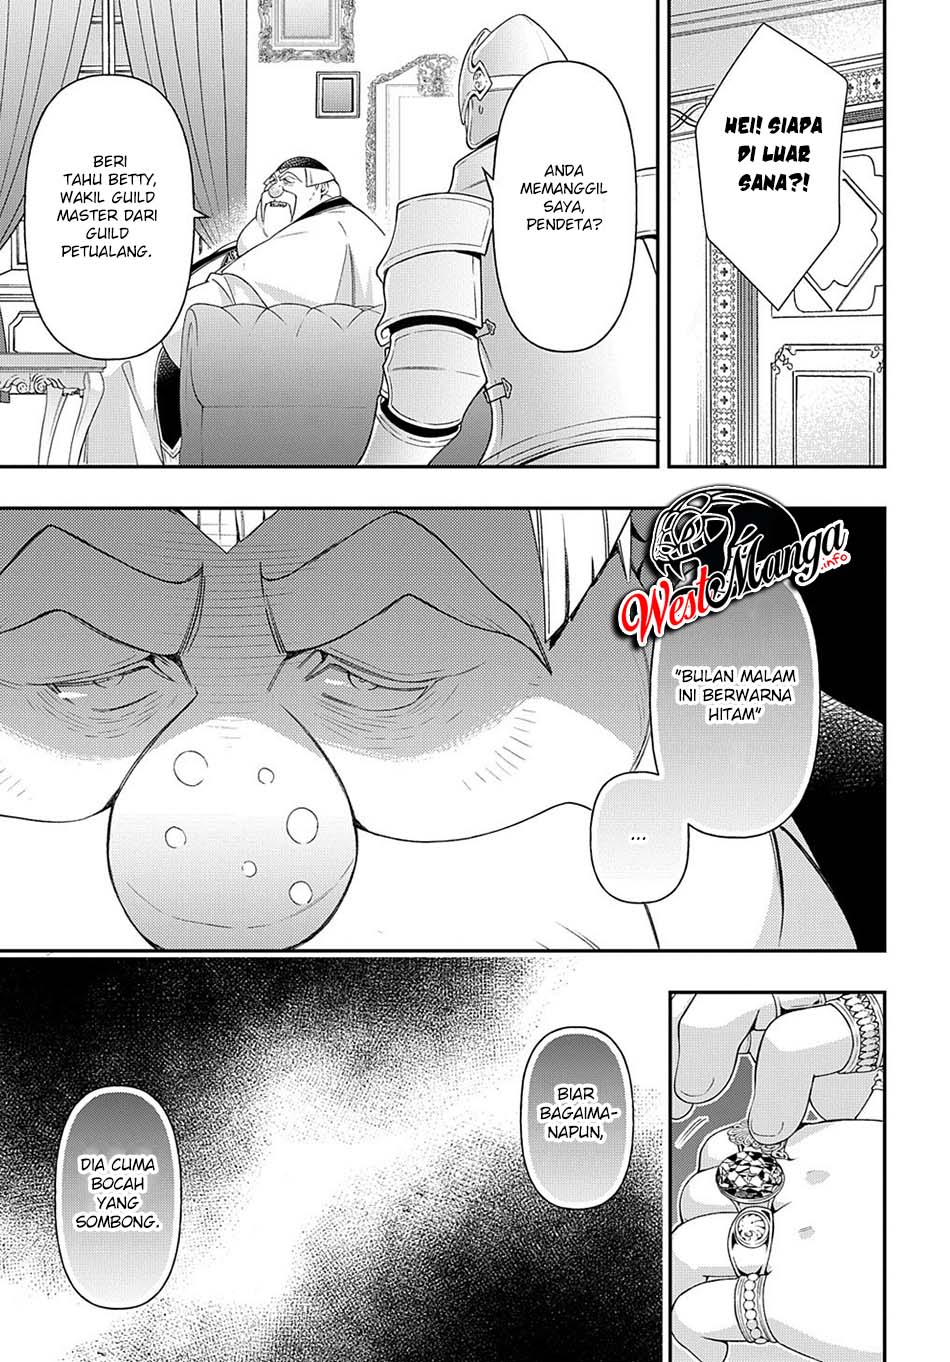 HEI! SIAPA
DI LUAR
SANA?!
ANDA
MEMANGGIL
SAYA,
PENDETA?
BERI
TAHU BETTY,
WAKIL GUILD
MASTER DARI
GUILD
PETUALANG.
WestManga
.info
"BULAN MALAM
INI BERWARNA
HITAM"
...
BIAR
BAGAIMA-
NAPUN,
DIA CUMA
BOCAH
YANG
SOMBONG.